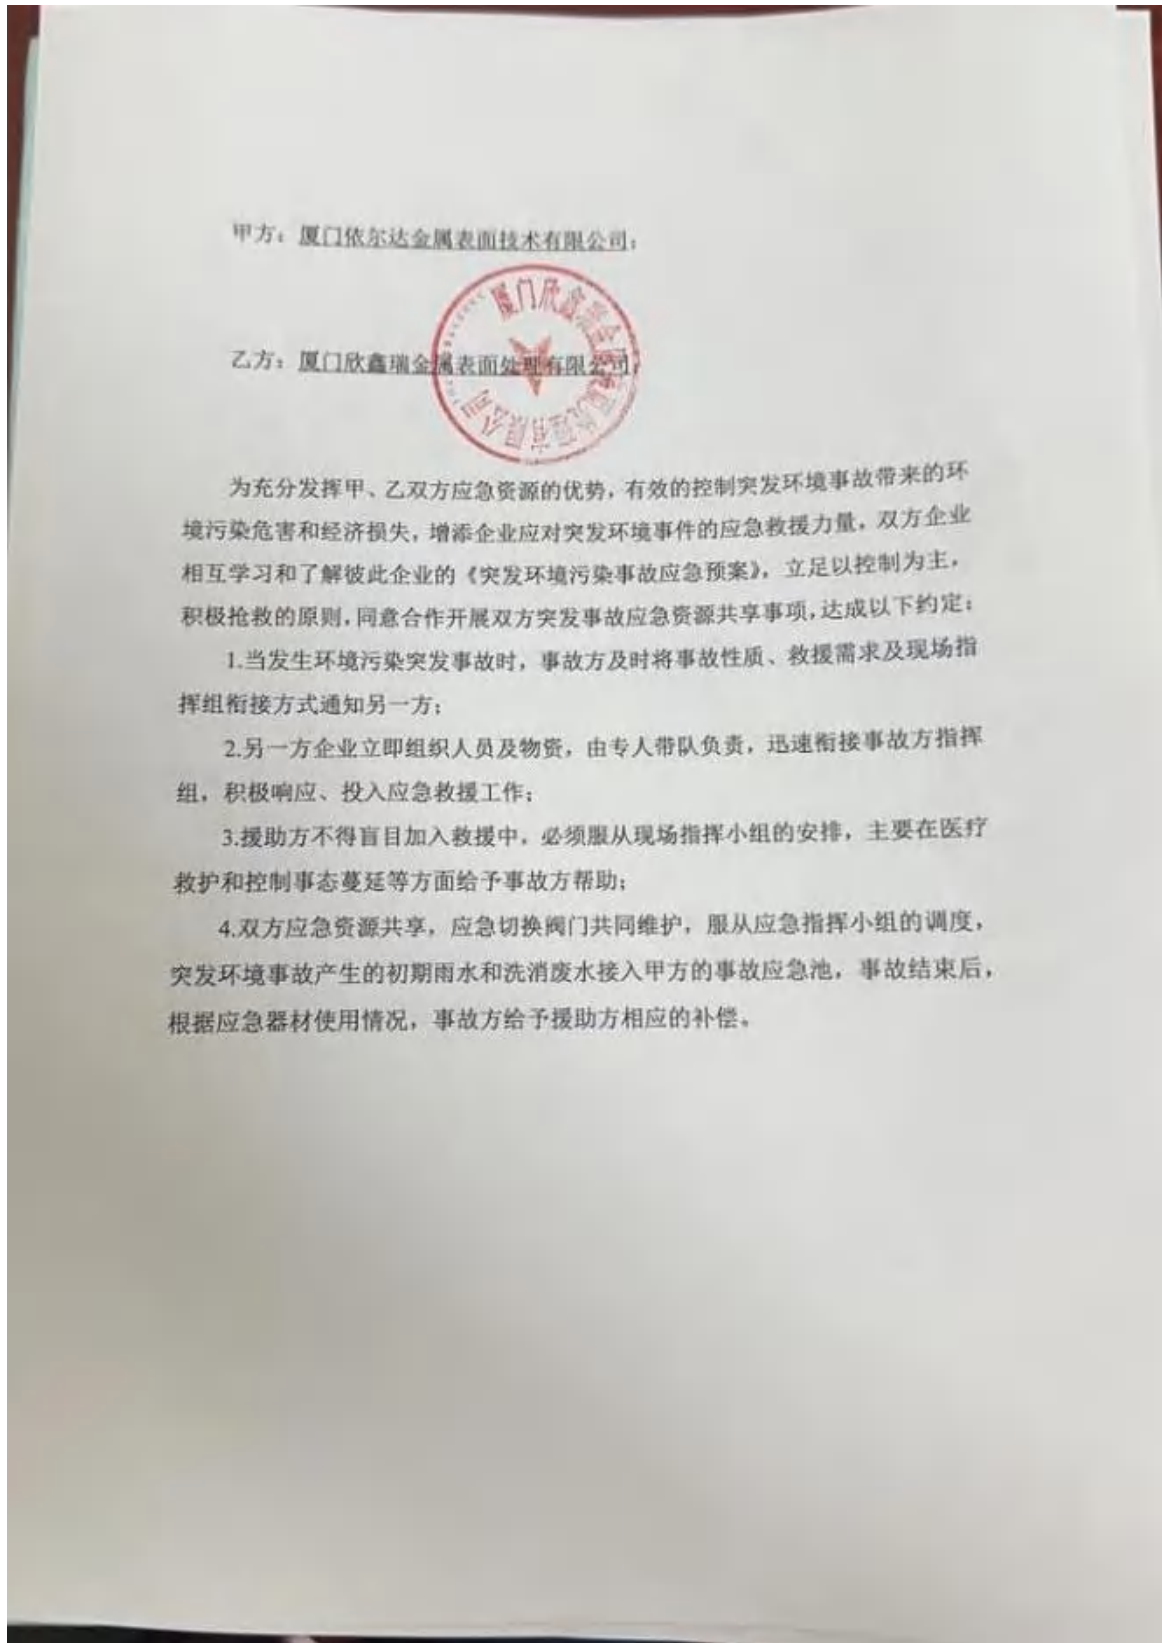 甲方：厦门依尔达金属表面技术有限公司；
厦门欣鑫瑞金属表面处理有限公司
乙方：厦门欣鑫瑞金属表面处理有限公司；
为充分发挥甲、乙双方应急资源的优势，有效的控制突发环境事故带来的环
境污染危害和经济损失，增添企业应对突发环境事件的应急救援力量，双方企业
相互学习和了解彼此企业的《突发环境污染事故应急预案》，立足以控制为主，
积极抢救的原则，同意合作开展双方突发事故应急资源共享事项，达成以下约定：
1.当发生环境污染突发事故时，事故方及时将事故性质、救援需求及现场指
挥组衔接方式通知另一方；
2.另一方企业立即组织人员及物资，由专人带队负责，迅速衔接事故方指挥
组，积极响应、投入应急救援工作；
3.援助方不得盲目加入救援中，必须服从现场指挥小组的安排，主要在医疗
救护和控制事态蔓延等方面给予事故方帮助；
4.双方应急资源共享，应急切换阀门共同维护，服从应急指挥小组的调度，
突发环境事故产生的初期雨水和洗消废水接入甲方的事故应急池，事故结束后，
根据应急器材使用情况，事故方给予援助方相应的补偿。